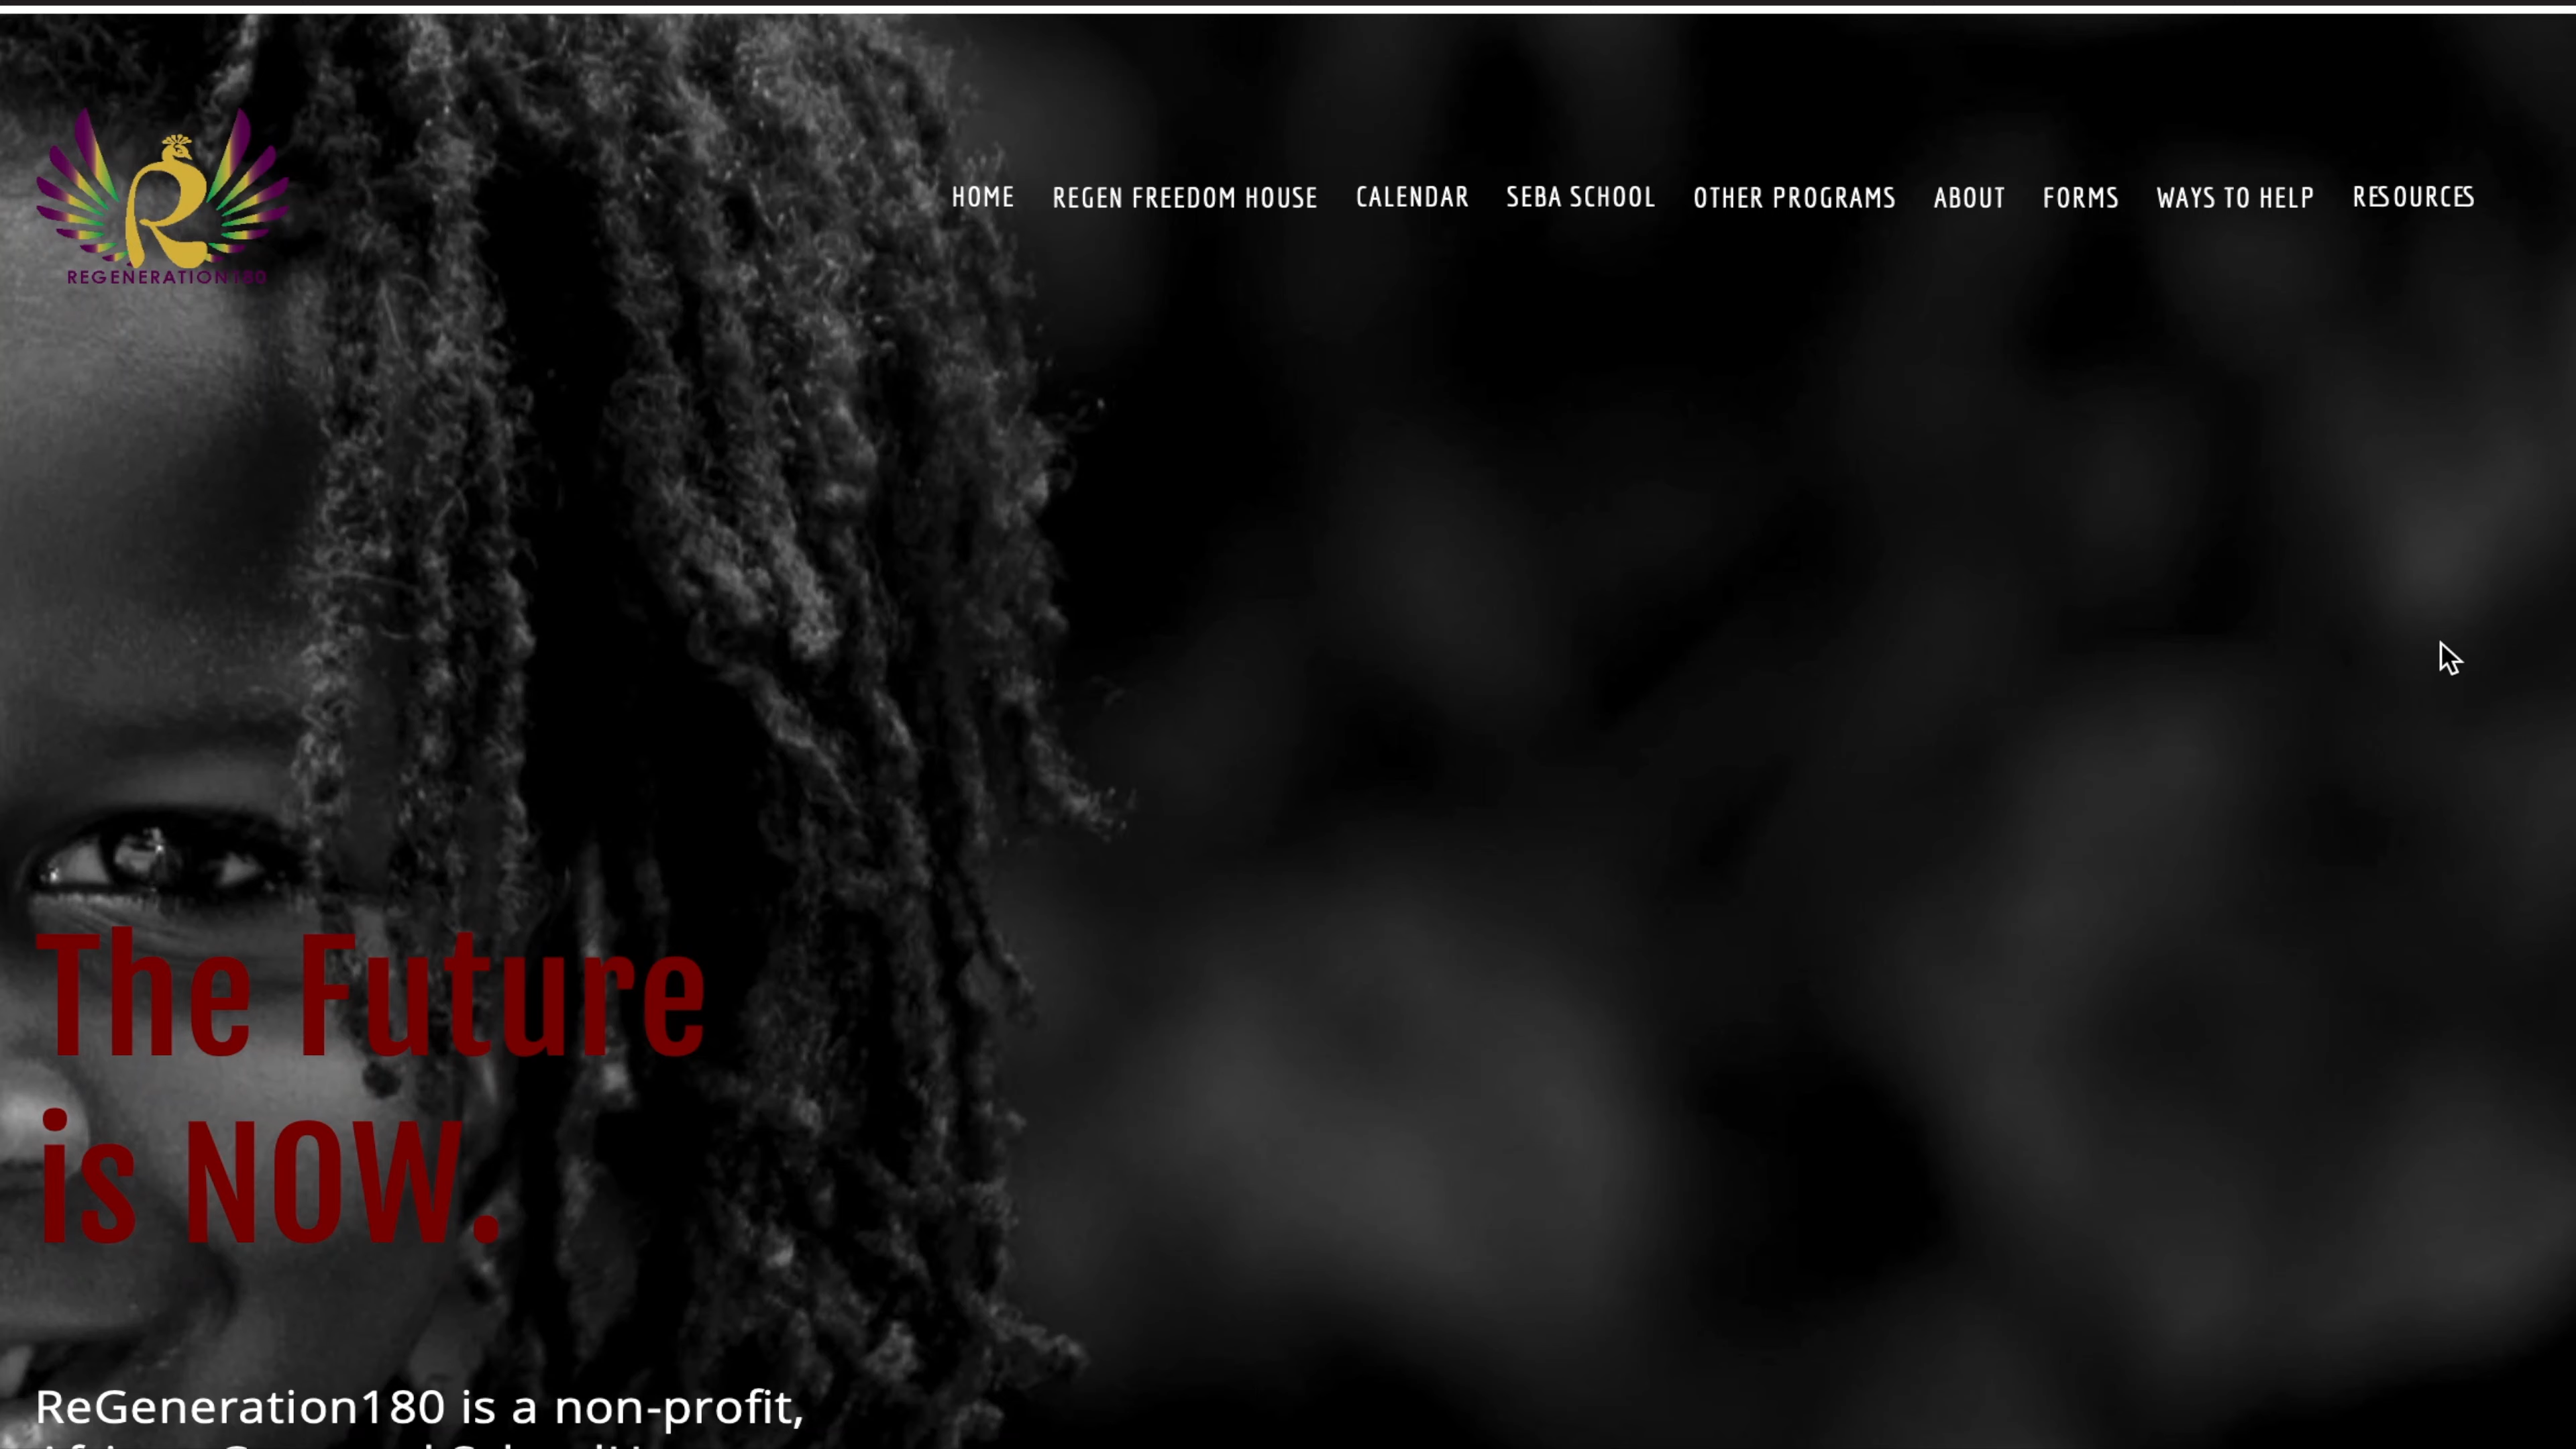 REGENERATION180
HOME REGEN FREEDOM HOUSE CALENDAR SEBA SCHOOL OTHER PROGRAMS ABOUT FORMS WAYS TO HELP RESOURCES
The Future
is NOW.
ReGeneration180 is a non-profit,